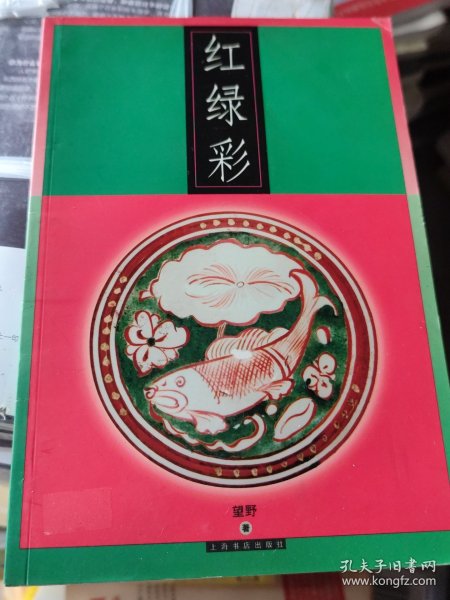 红绿彩
望野
著
上海书店出版社
孔夫子旧书网
www.kongfz.com